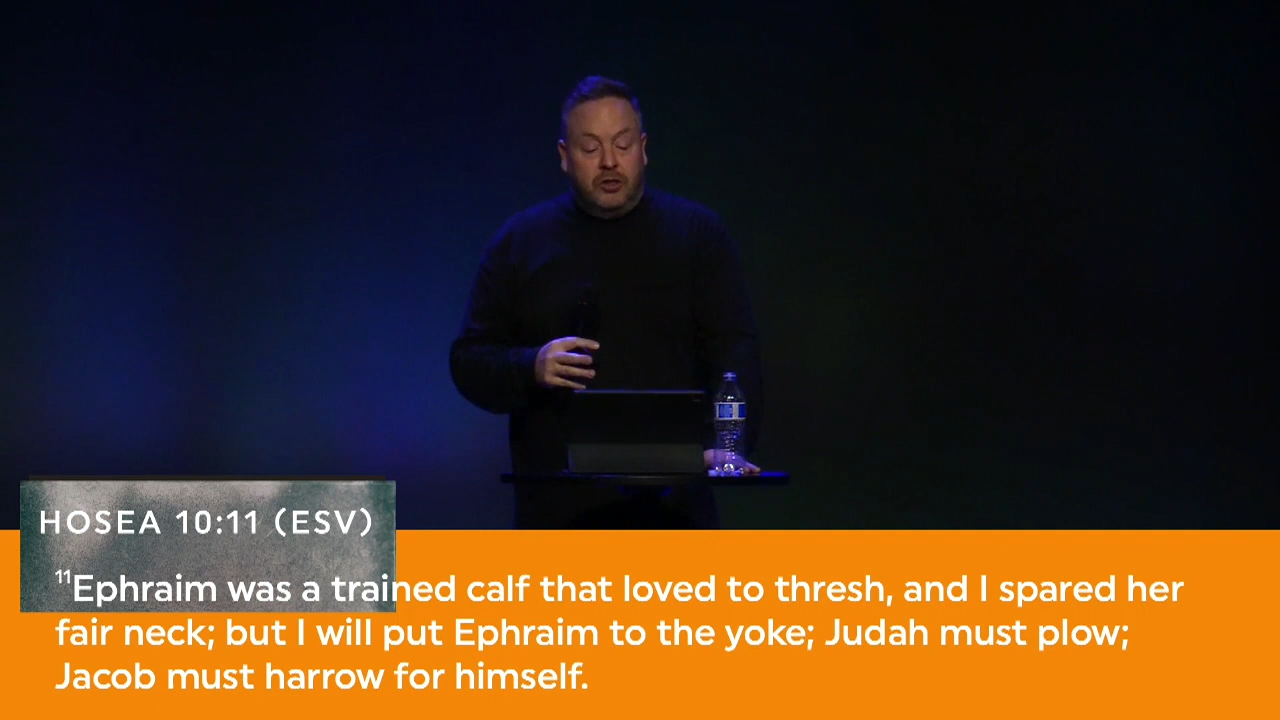 HOSEA 10:11 (ESV)
11Ephraim was a trained calf that loved to thresh, and I spared her
fair neck; but I will put Ephraim to the yoke; Judah must plow;
Jacob must harrow for himself.